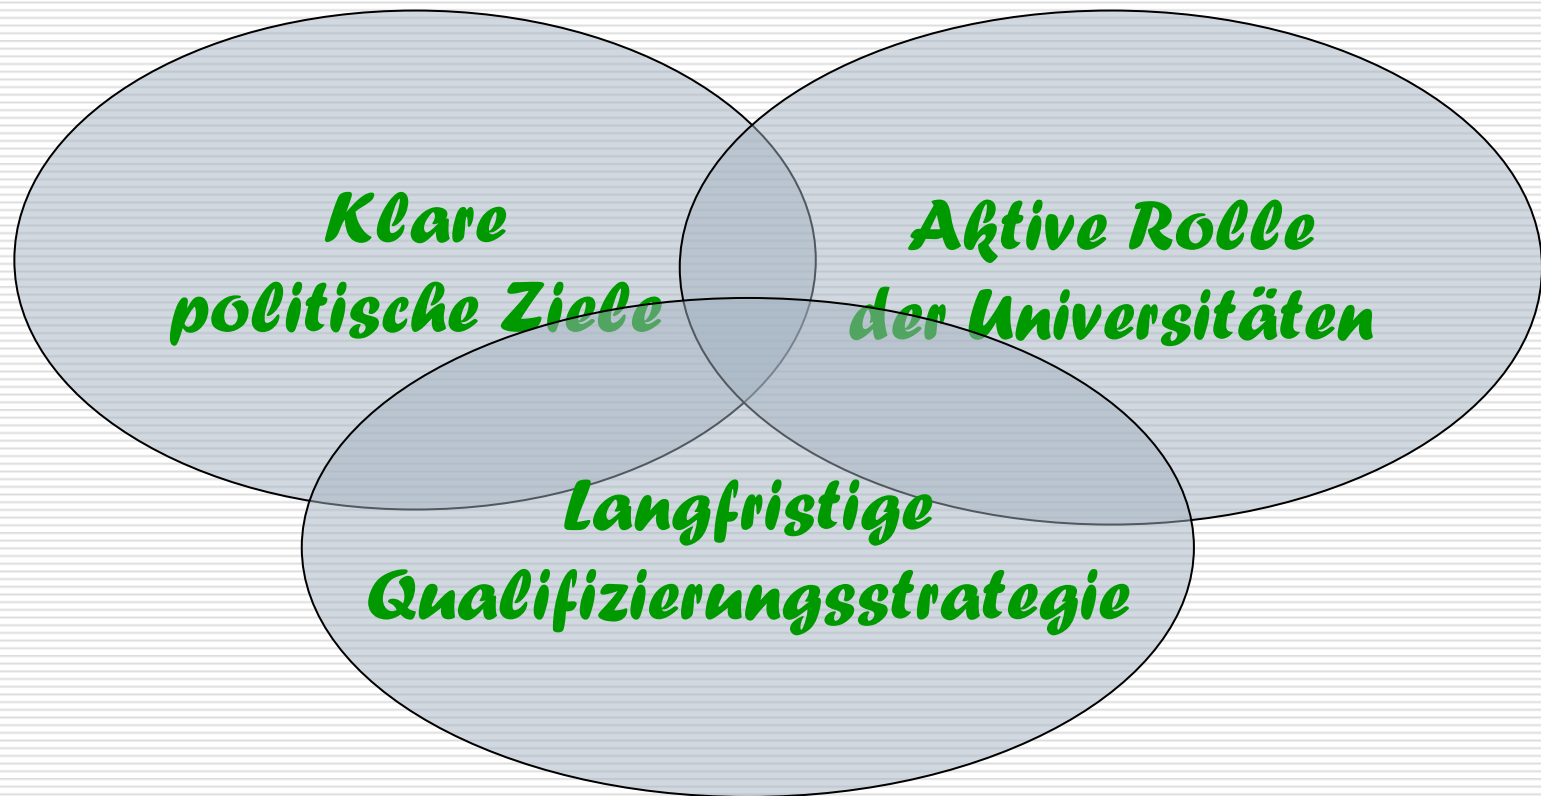 Klare
politische Ziele
Aktive Rolle
der Universitäten
Langfristige
Qualifizierungsstrategie